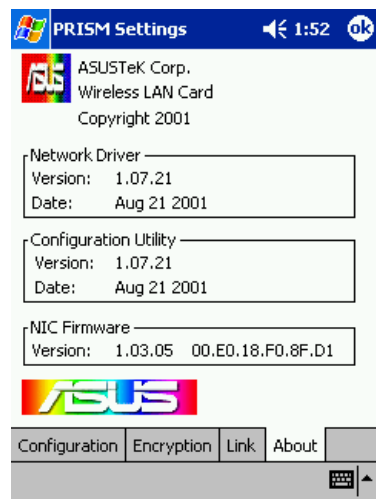 PRISM Settings 1:52 ok
ASUS
ASUSTeK Corp.
Wireless LAN Card
Copyright 2001
Network Driver
Version: 1.07.21
Date: Aug 21 2001
Configuration Utility
Version: 1.07.21
Date: Aug 21 2001
NIC Firmware
Version: 1.03.05 00.E0.18.F0.8F.D1
ASUS
Configuration Encryption Link About